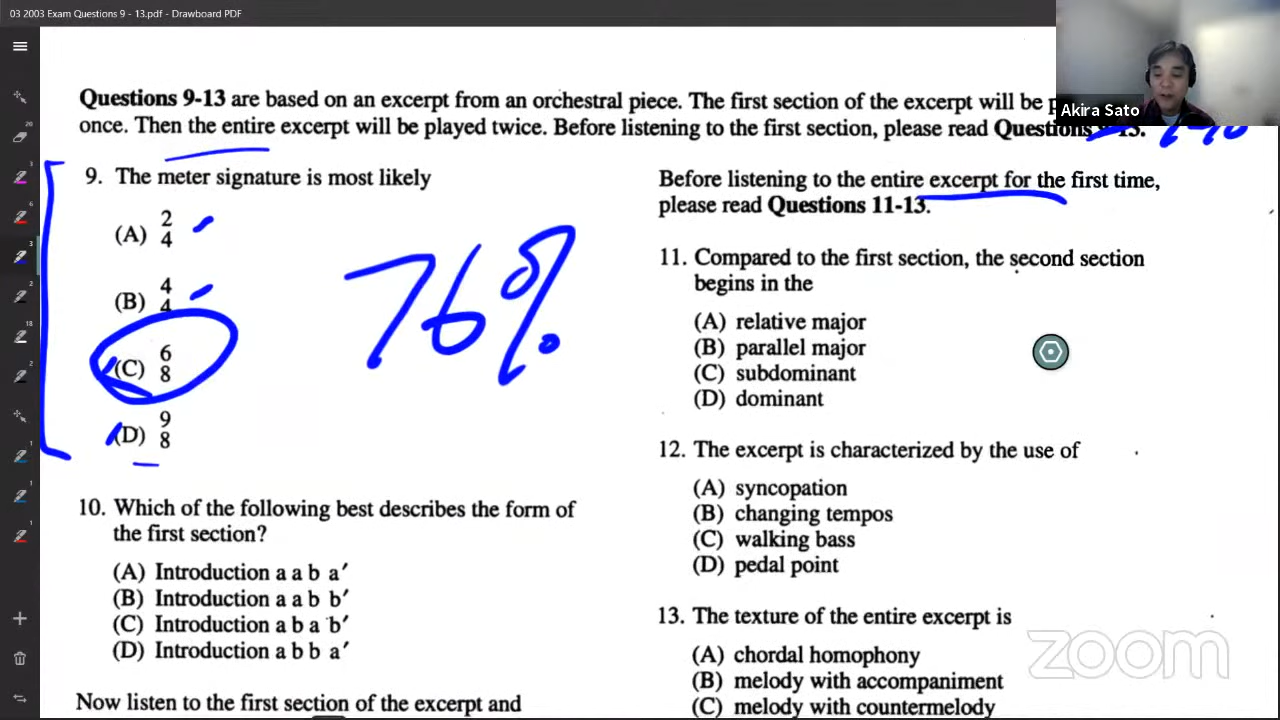 03 2003 Exam Questions 9 - 13.pdf - Drawboard PDF
Akira Sato
Questions 9-13 are based on an excerpt from an orchestral piece. The first section of the excerpt will be
once. Then the entire excerpt will be played twice. Before listening to the first section, please read Questions
9. The meter signature is most likely
(A) 2
4
(B) 4
4
(C) 6
8
(D) 9
8
76%
10. Which of the following best describes the form of
the first section?
(A) Introduction a a b a′
(B) Introduction a a b b′
(C) Introduction a b a b′
(D) Introduction a b b a′
Now listen to the first section of the excerpt and
Before listening to the entire excerpt for the first time,
please read Questions 11-13.
11. Compared to the first section, the second section
begins in the
(A) relative major
(B) parallel major
(C) subdominant
(D) dominant
12. The excerpt is characterized by the use of
(A) syncopation
(B) changing tempos
(C) walking bass
(D) pedal point
13. The texture of the entire excerpt is
(A) chordal homophony
(B) melody with accompaniment
(C) melody with countermelody
zoom